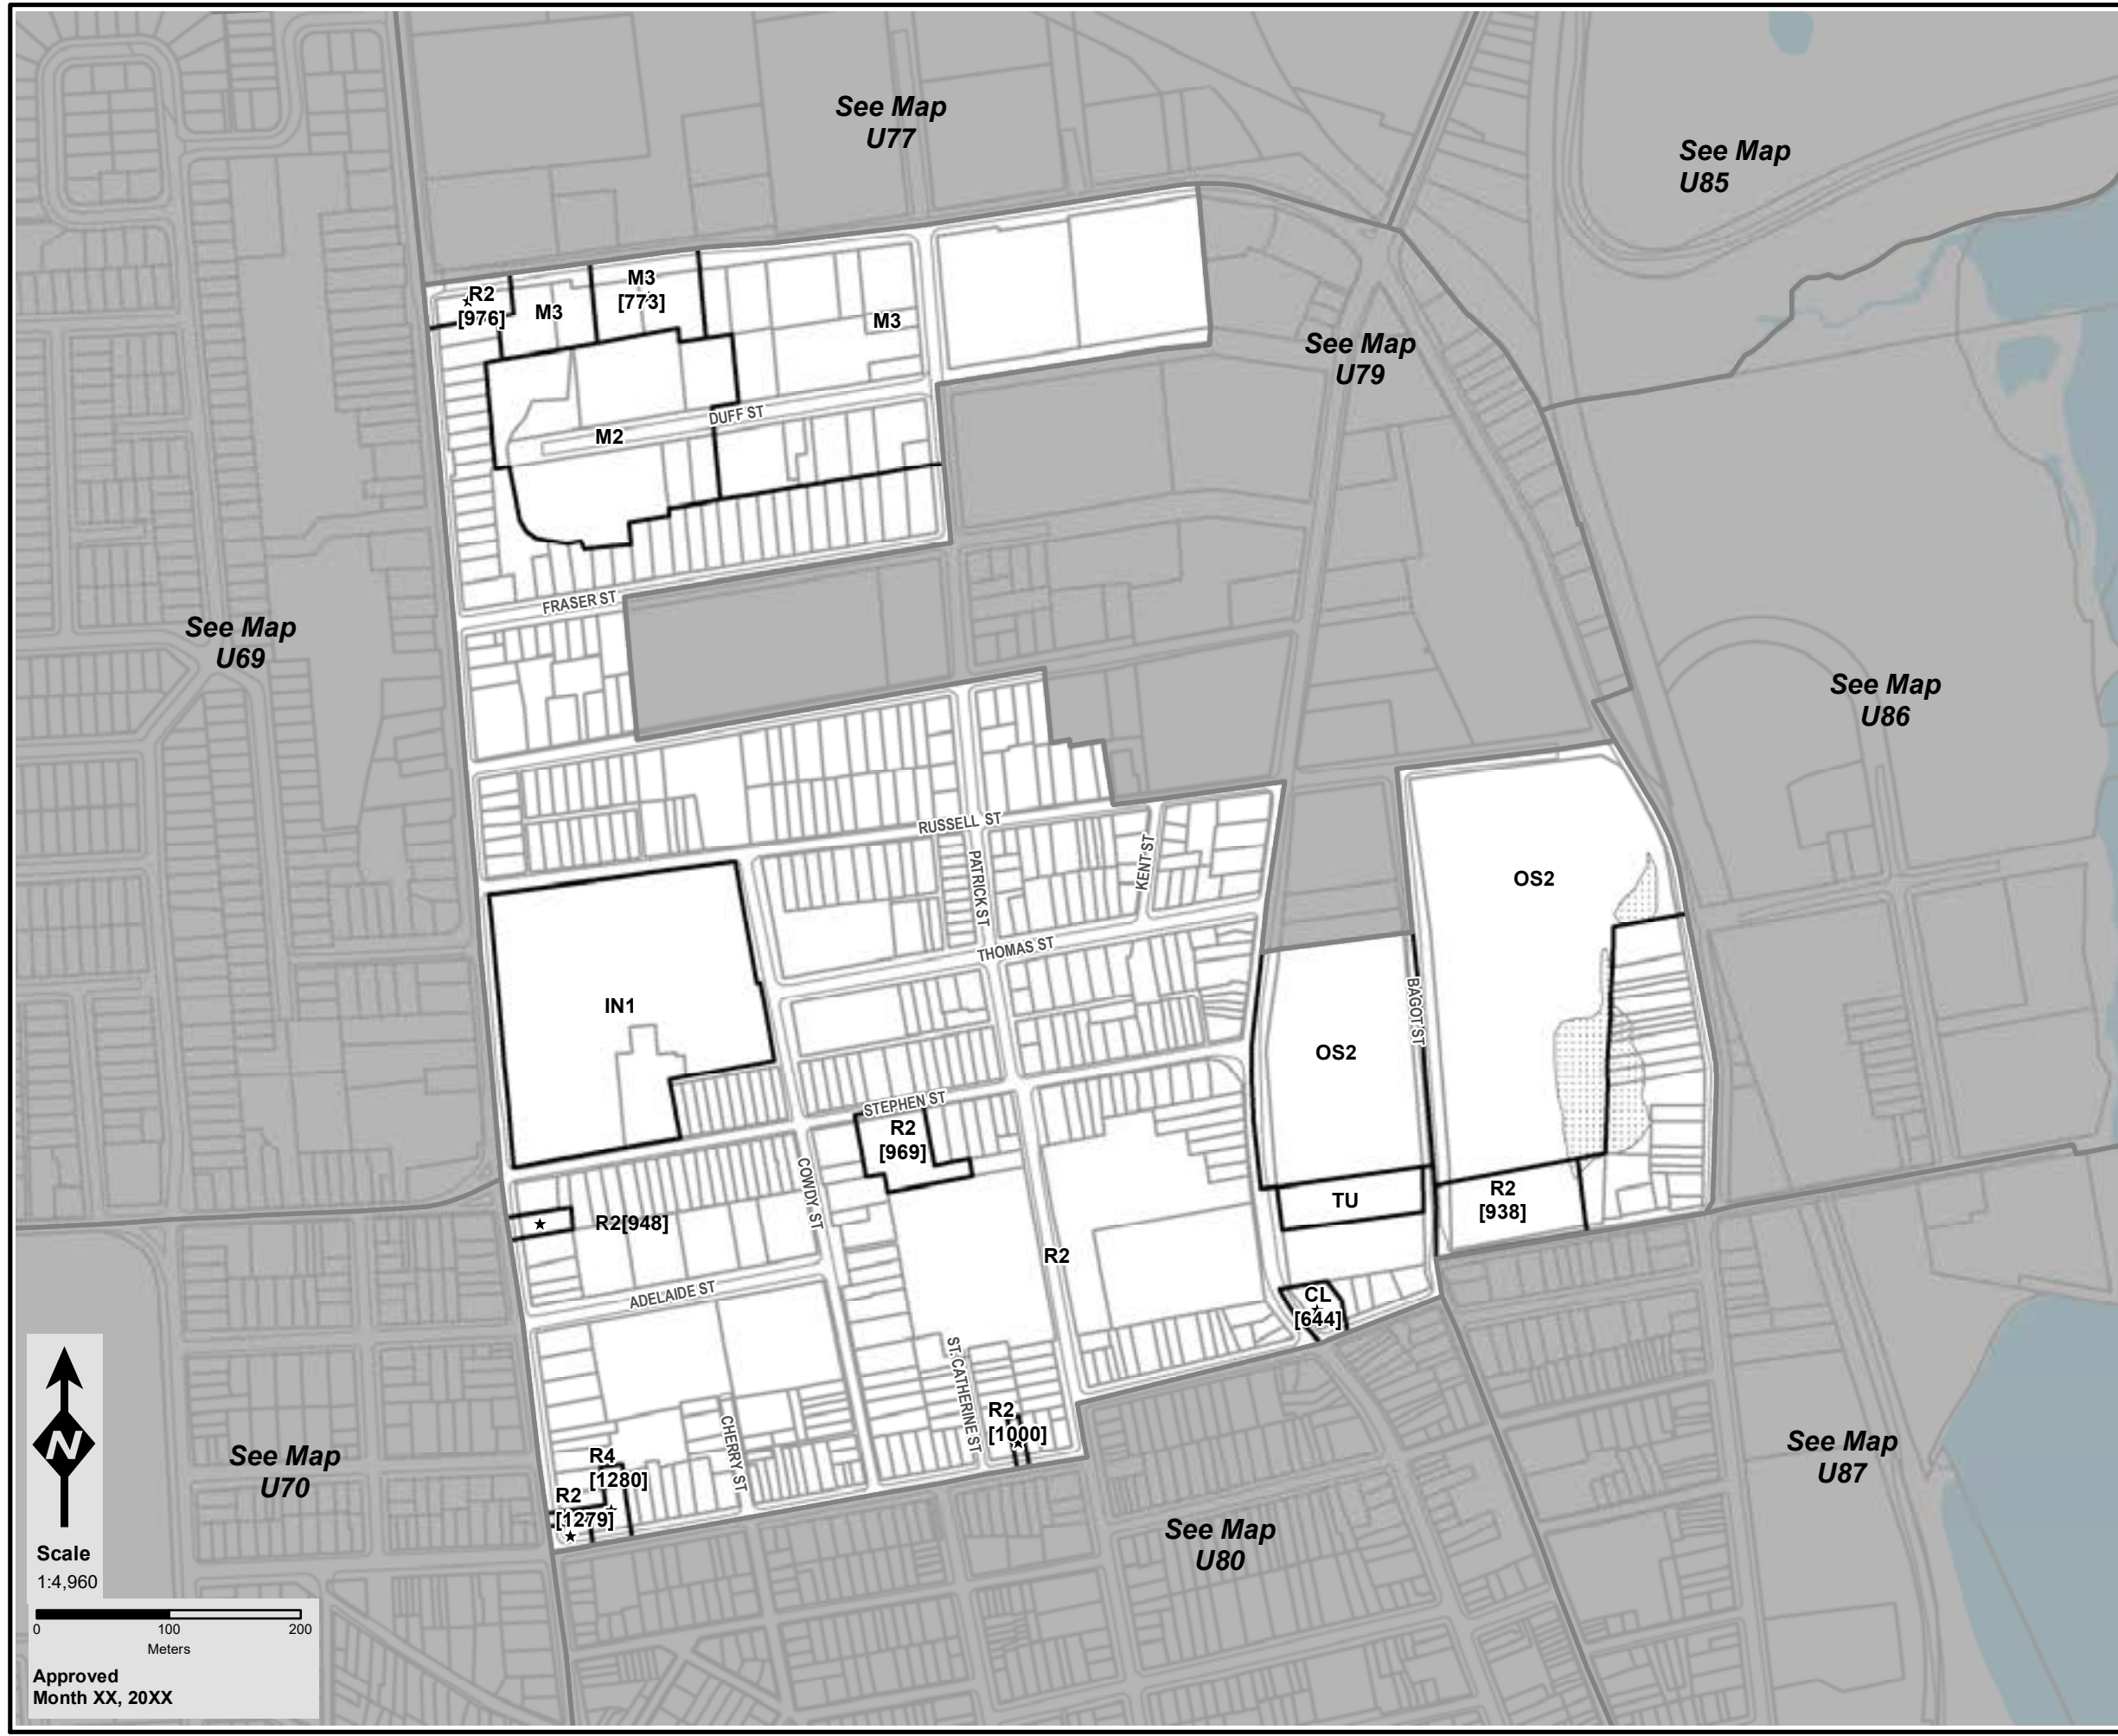 See Map
U77
See Map
U85
R2
[976]
M3
M3
[773]
M3
See Map
U79
DUFF ST
M2
FRASER ST
See Map
U69
See Map
U86
RUSSELL ST
PATRICK ST
KENT ST
OS2
THOMAS ST
IN1
BAGOT ST
OS2
STEPHEN ST
R2
[969]
COWDY ST
TU
R2
[938]
R2[948]
R2
ADELAIDE ST
CL
[644]
ST. CATHERINE ST
R2
[1000]
CHERRY ST
R4
[1280]
R2
[1279]
See Map
U70
See Map
U87
See Map
U80
N
Scale
1:4,960
0 100 200
Meters
Approved
Month XX, 20XX